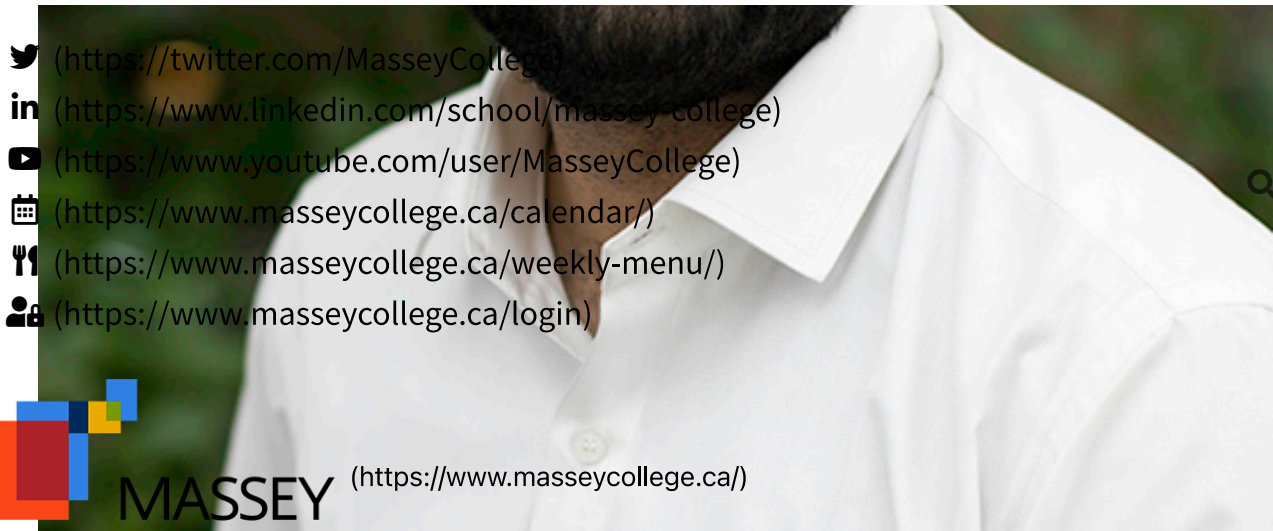 (https://twitter.com/MasseyCollege)
(https://www.linkedin.com/school/massey-college)
(https://www.youtube.com/user/MasseyCollege)
(https://www.masseycollege.ca/calendar/)
(https://www.masseycollege.ca/weekly-menu/)
(https://www.masseycollege.ca/login)
MASSEY (https://www.masseycollege.ca/)